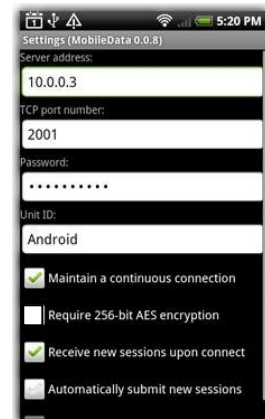 5:20 PM
Settings (MobileData 0.0.8)
Server address:
10.0.0.3
TCP port number:
2001
Password:
••••••••••
Unit ID:
Android
Maintain a continuous connection
Require 256-bit AES encryption
Receive new sessions upon connect
Automatically submit new sessions